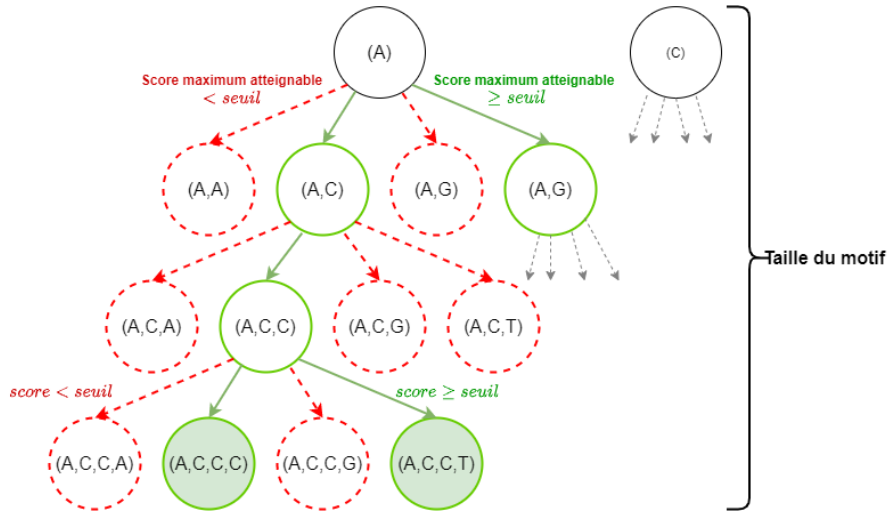 (A)
(C)
Score maximum atteignable
< seuil
Score maximum atteignable
≥ seuil
(A,A)
(A,C)
(A,G)
(A,G)
Taille du motif
(A,C,A)
(A,C,C)
(A,C,G)
(A,C,T)
score < seuil
score ≥ seuil
(A,C,C,A)
(A,C,C,C)
(A,C,C,G)
(A,C,C,T)